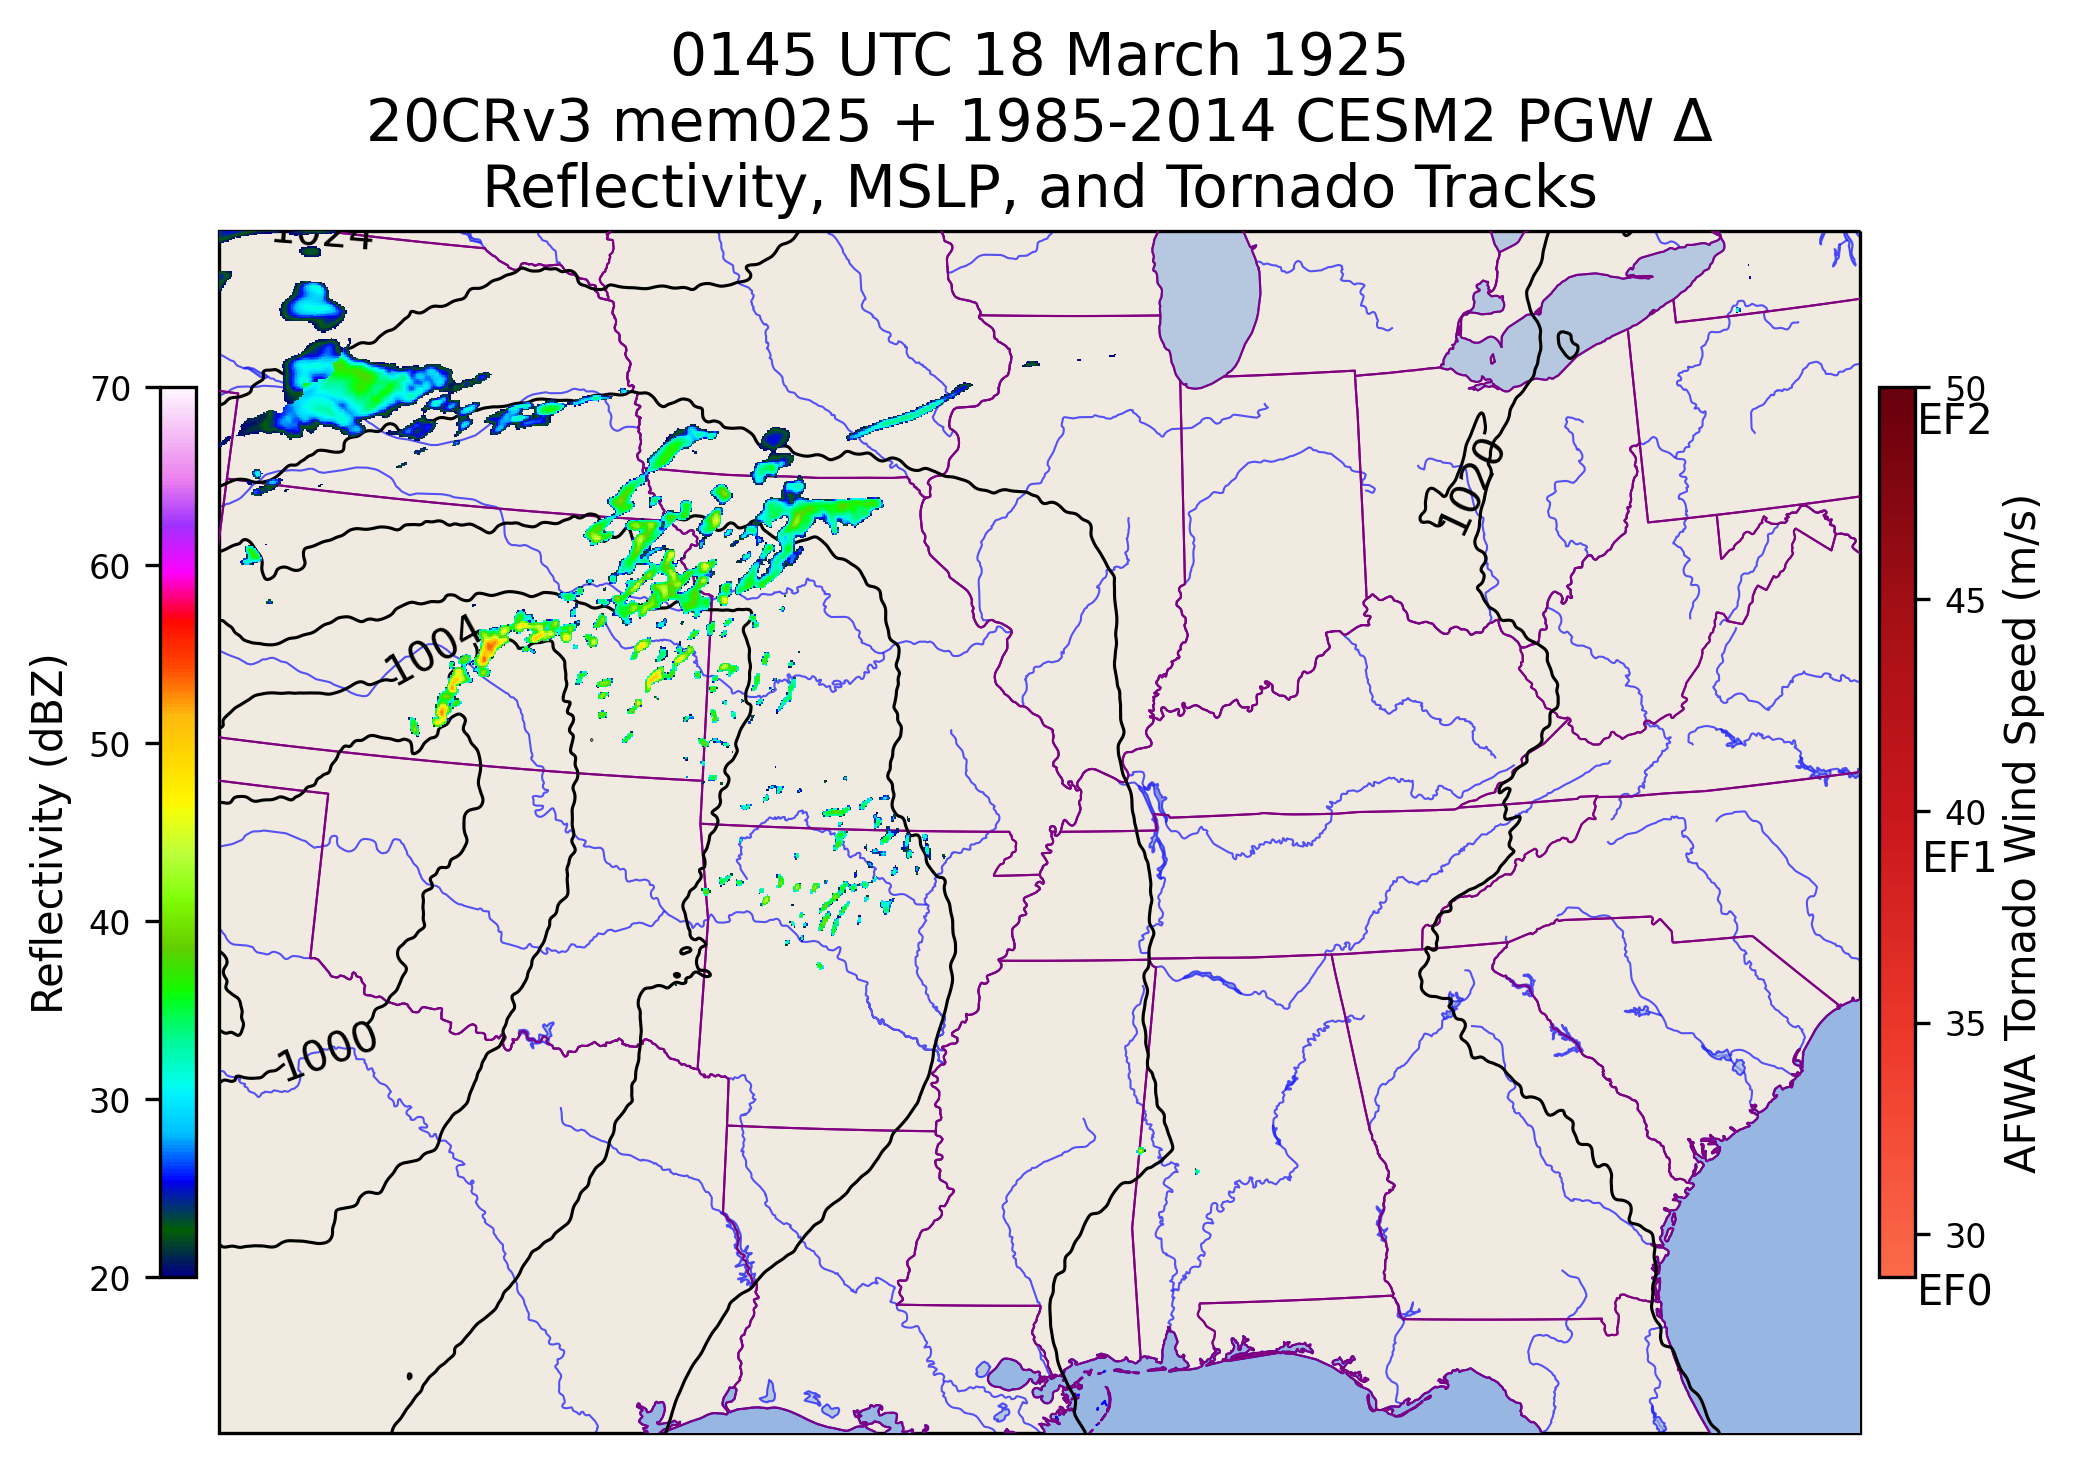 0145 UTC 18 March 1925
20CRv3 mem025 + 1985-2014 CESM2 PGW Δ
Reflectivity, MSLP, and Tornado Tracks
1024
1020
1004
1000
70
60
50
40
30
20
Reflectivity (dBZ)
50
EF2
45
40
EF1
35
30
EF0
AFWA Tornado Wind Speed (m/s)